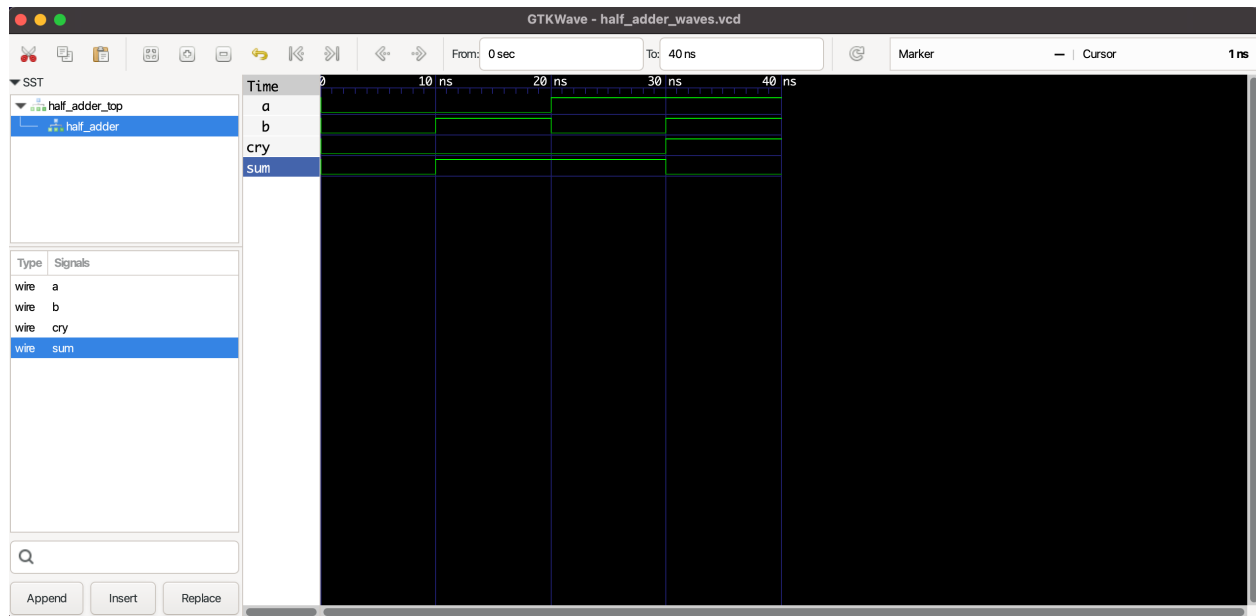 GTKWave - half_adder_waves.vcd
From: 0 sec To: 40 ns Marker — | Cursor 1 ns
SST
half_adder_top
half_adder
Type Signals
wire a
wire b
wire cry
wire sum
Append Insert Replace
Time 0 10 ns 20 ns 30 ns 40 ns
a
b
cry
sum